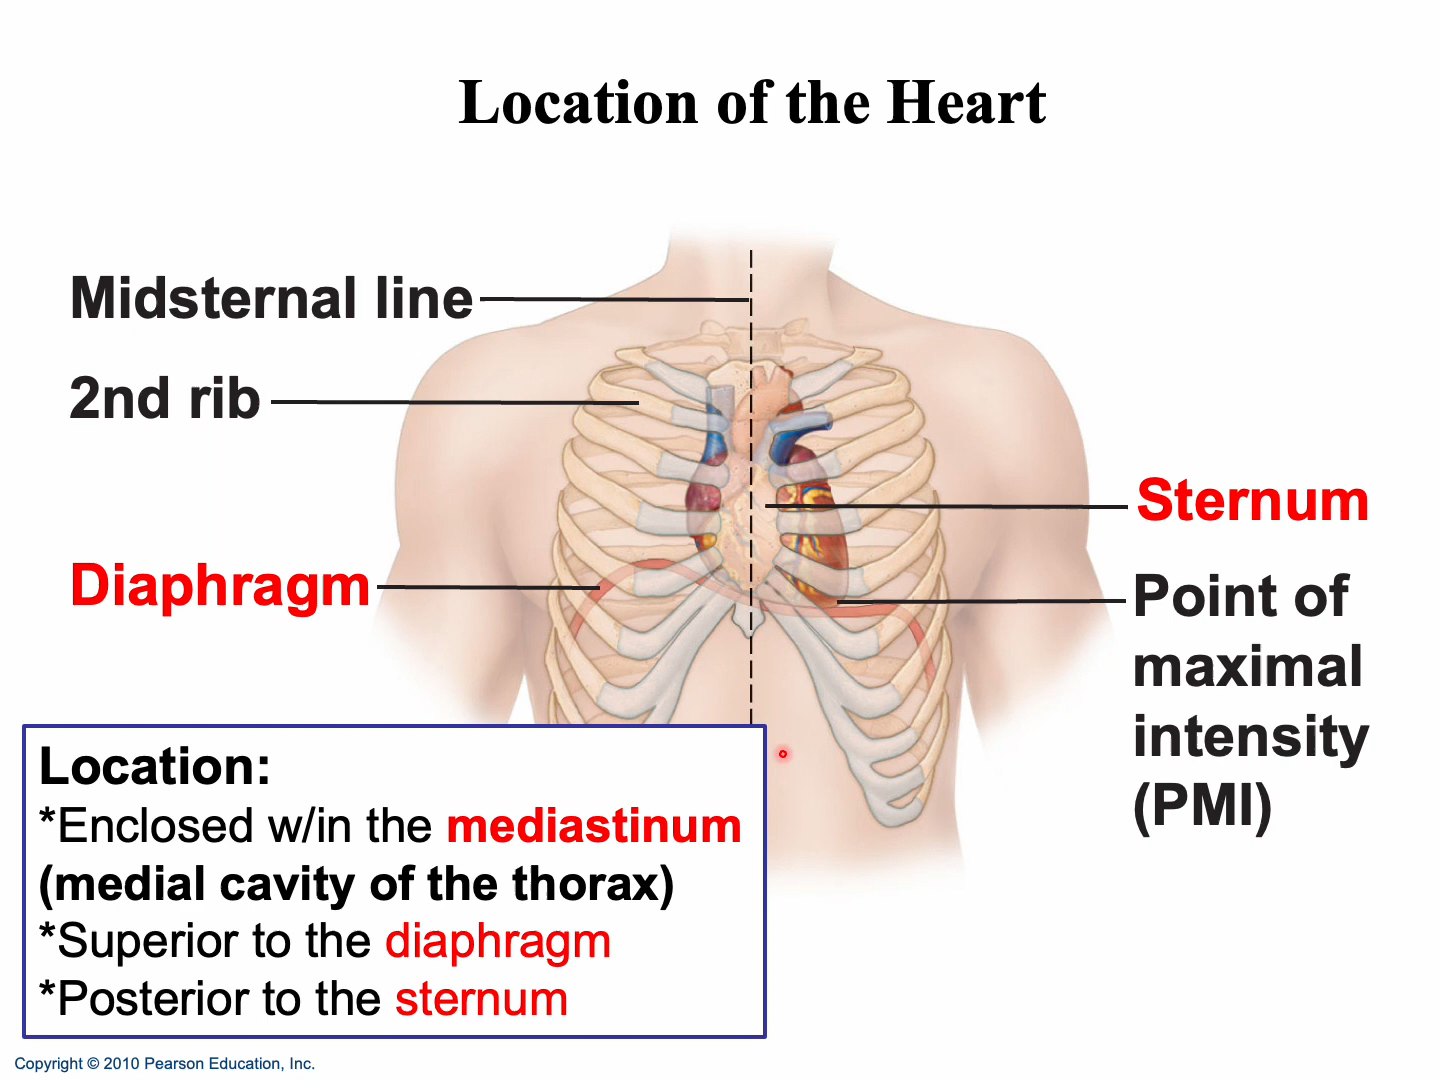 Location of the Heart
Midsternal line
2nd rib
Diaphragm
Sternum
Point of
maximal
intensity
(PMI)
Location:
*Enclosed w/in the mediastinum
(medial cavity of the thorax)
*Superior to the diaphragm
*Posterior to the sternum
Copyright © 2010 Pearson Education, Inc.